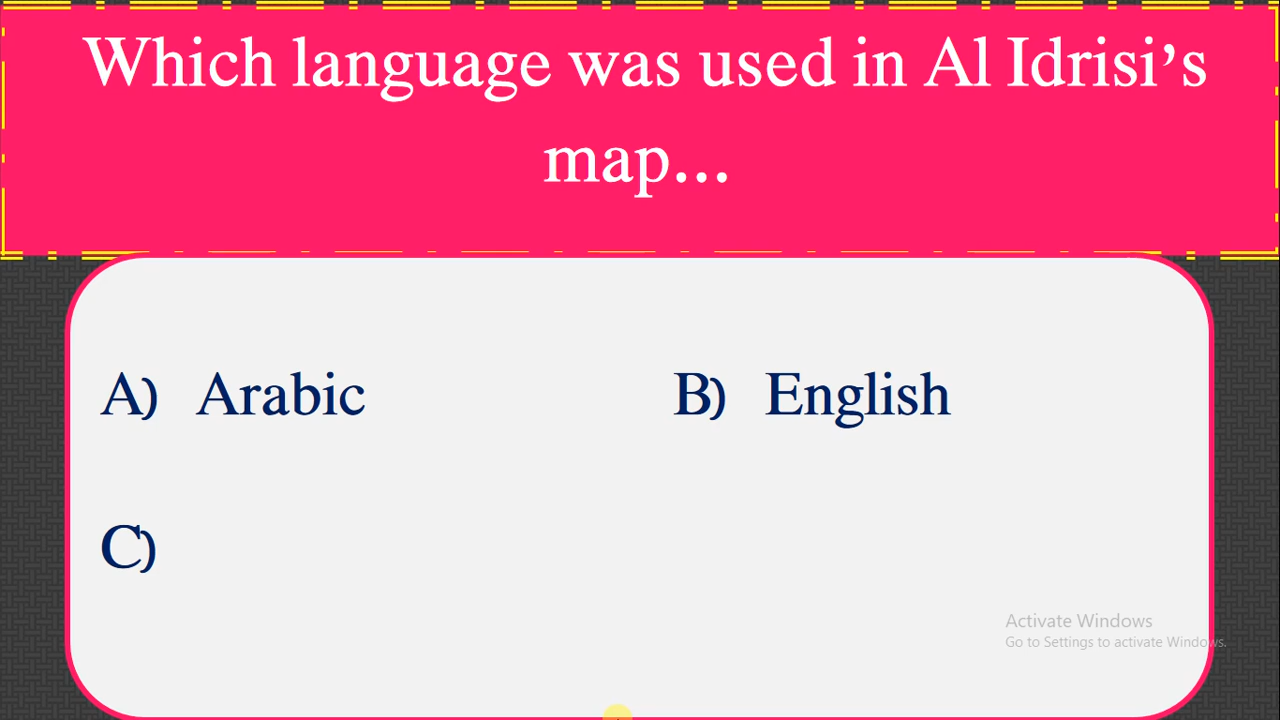 Which language was used in Al Idrisi’s
map...
A) Arabic
B) English
C)
Activate Windows
Go to Settings to activate Windows.